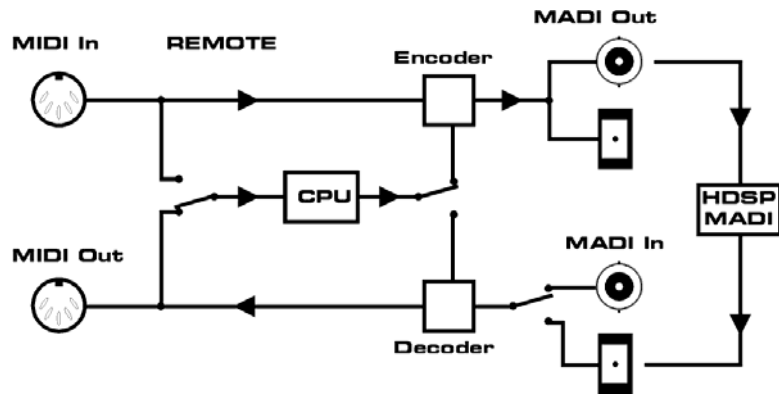 MIDI In
REMOTE
MADI Out
Encoder
CPU
HDSP
MADI
MIDI Out
MADI In
Decoder